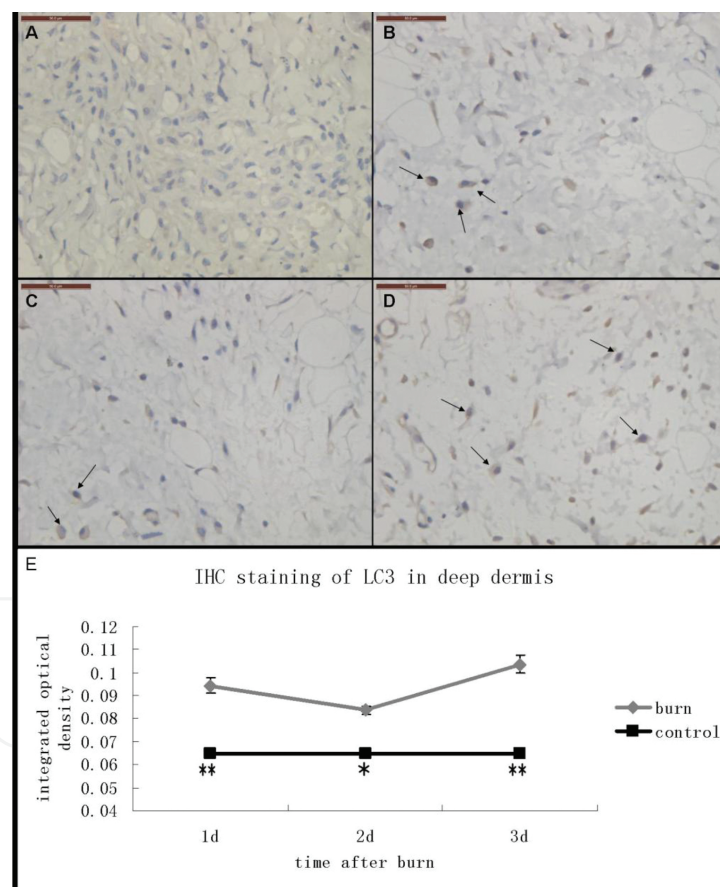 A
B
C
D
E
IHC staining of LC3 in deep dermis
0.12
0.11
0.1
0.09
0.08
0.07
0.06
0.05
0.04
integrated optical
density
** * **
1d 2d 3d
time after burn
burn
control